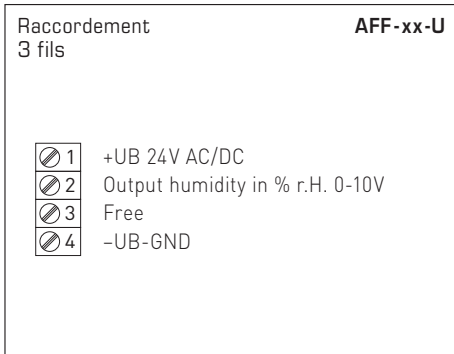 Raccordement AFF-xx-U
3 fils
1 +UB 24V AC/DC
2 Output humidity in % r.H. 0-10V
3 Free
4 –UB-GND